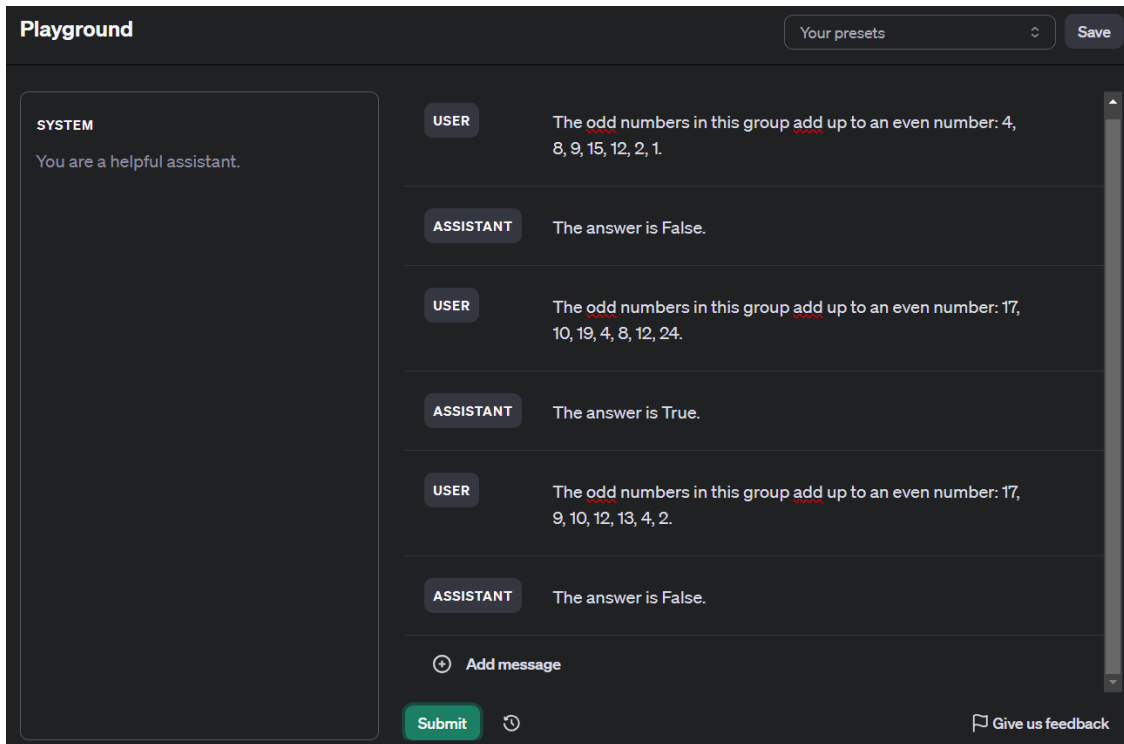 Playground
Your presets
Save
SYSTEM
You are a helpful assistant.
USER
The odd numbers in this group add up to an even number: 4,
8, 9, 15, 12, 2, 1.
ASSISTANT
The answer is False.
USER
The odd numbers in this group add up to an even number: 17,
10, 19, 4, 8, 12, 24.
ASSISTANT
The answer is True.
USER
The odd numbers in this group add up to an even number: 17,
9, 10, 12, 13, 4, 2.
ASSISTANT
The answer is False.
Add message
Submit
Give us feedback